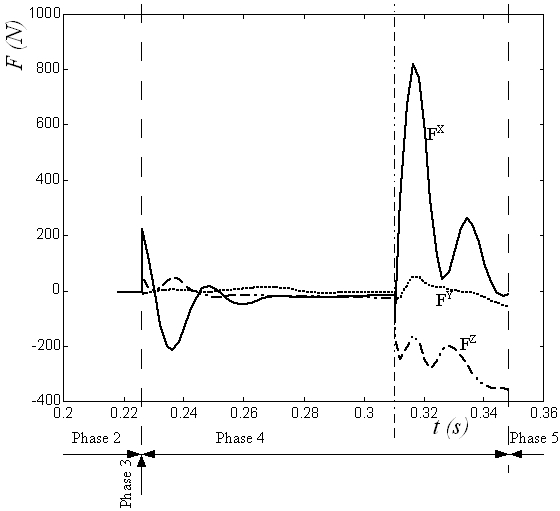 F (N)
1000
800
600
400
200
0
-200
-400
F^X
F^Y
F^Z
0.2
0.22
0.24
0.26
0.28
0.3
0.32
0.34
0.36
t (s)
Phase 2
Phase 3
Phase 4
Phase 5